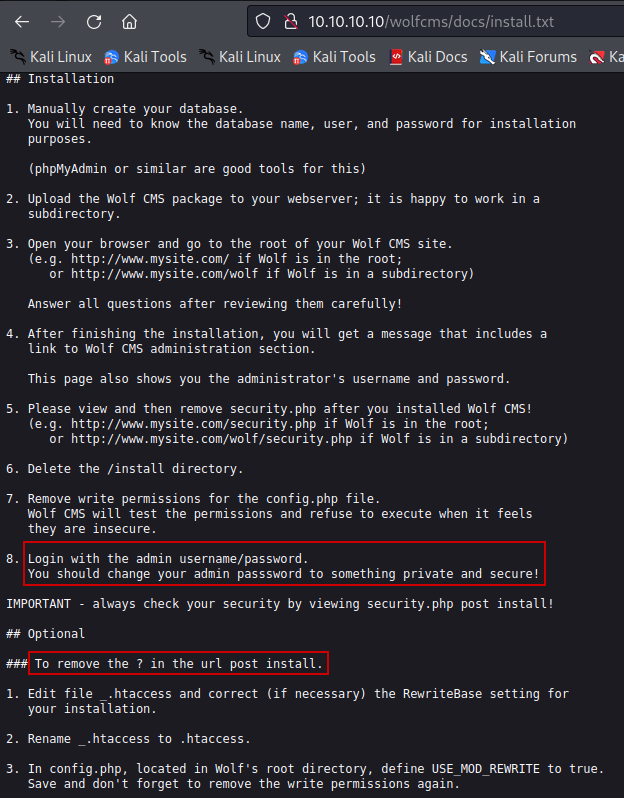 10.10.10.10/wolfcms/docs/install.txt
Kali Linux Kali Tools Kali Linux Kali Tools Kali Docs Kali Forums Ka
## Installation
1. Manually create your database.
You will need to know the database name, user, and password for installation
purposes.
(phpMyAdmin or similar are good tools for this)
2. Upload the Wolf CMS package to your webserver; it is happy to work in a
subdirectory.
3. Open your browser and go to the root of your Wolf CMS site.
(e.g. http://www.mysite.com/ if Wolf is in the root;
or http://www.mysite.com/wolf if Wolf is in a subdirectory)
Answer all questions after reviewing them carefully!
4. After finishing the installation, you will get a message that includes a
link to Wolf CMS administration section.
This page also shows you the administrator's username and password.
5. Please view and then remove security.php after you installed Wolf CMS!
(e.g. http://www.mysite.com/security.php if Wolf is in the root;
or http://www.mysite.com/wolf/security.php if Wolf is in a subdirectory)
6. Delete the /install directory.
7. Remove write permissions for the config.php file.
Wolf CMS will test the permissions and refuse to execute when it feels
they are insecure.
8. Login with the admin username/password.
You should change your admin passsword to something private and secure!
IMPORTANT - always check your security by viewing security.php post install!
## Optional
### To remove the ? in the url post install.
1. Edit file _.htaccess and correct (if necessary) the RewriteBase setting for
your installation.
2. Rename _.htaccess to .htaccess.
3. In config.php, located in Wolf's root directory, define USE_MOD_REWRITE to true.
Save and don't forget to remove the write permissions again.